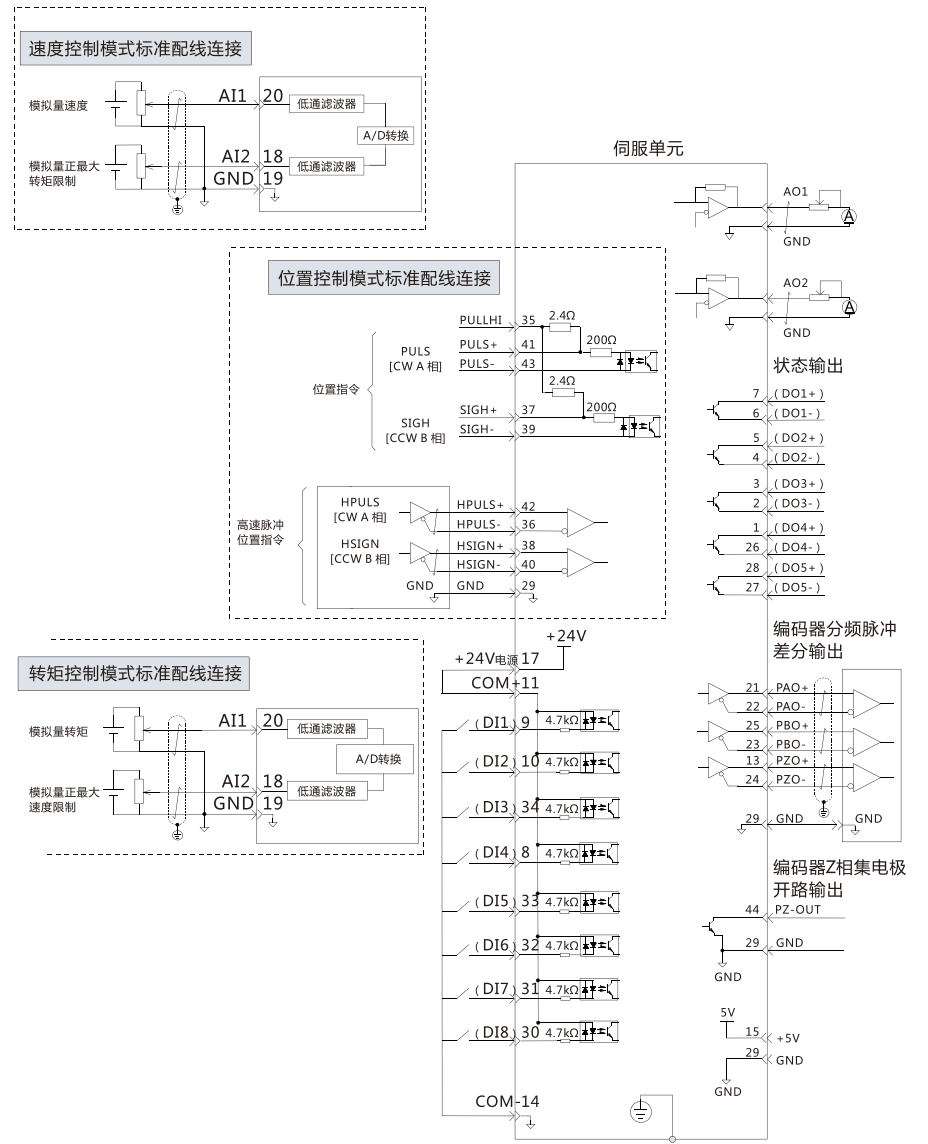 速度控制模式标准配线连接
模拟量速度
AI1 20
低通滤波器
A/D转换
模拟量正最大
转矩限制
AI2 18
低通滤波器
GND 19
伺服单元
AO1
A
GND
AO2
A
GND
位置控制模式标准配线连接
位置指令
PULS
[CW A 相]
SIGH
[CCW B 相]
PULLHI 35
2.4Ω
PULS+ 41
200Ω
PULS- 43
2.4Ω
SIGH+ 37
200Ω
SIGH- 39
高速脉冲
位置指令
HPULS
[CW A 相]
HSIGN
[CCW B 相]
GND
HPULS+ 42
HPULS- 36
HSIGN+ 38
HSIGN- 40
GND 29
状态输出
7 (DO1+)
6 (DO1-)
5 (DO2+)
4 (DO2-)
3 (DO3+)
2 (DO3-)
1 (DO4+)
26 (DO4-)
28 (DO5+)
27 (DO5-)
转矩控制模式标准配线连接
模拟量转矩
AI1 20
低通滤波器
A/D转换
模拟量正最大
速度限制
AI2 18
低通滤波器
GND 19
+24V
+24V电源 17
COM+11
(DI1) 9 4.7kΩ
(DI2) 10 4.7kΩ
(DI3) 34 4.7kΩ
(DI4) 8 4.7kΩ
(DI5) 33 4.7kΩ
(DI6) 32 4.7kΩ
(DI7) 31 4.7kΩ
(DI8) 30 4.7kΩ
COM-14
编码器分频脉冲
差分输出
21 PAO+
22 PAO-
25 PBO+
23 PBO-
13 PZO+
24 PZO-
29 GND
GND
编码器Z相集电极
开路输出
44 PZ-OUT
29 GND
GND
5V
15 +5V
29 GND
GND